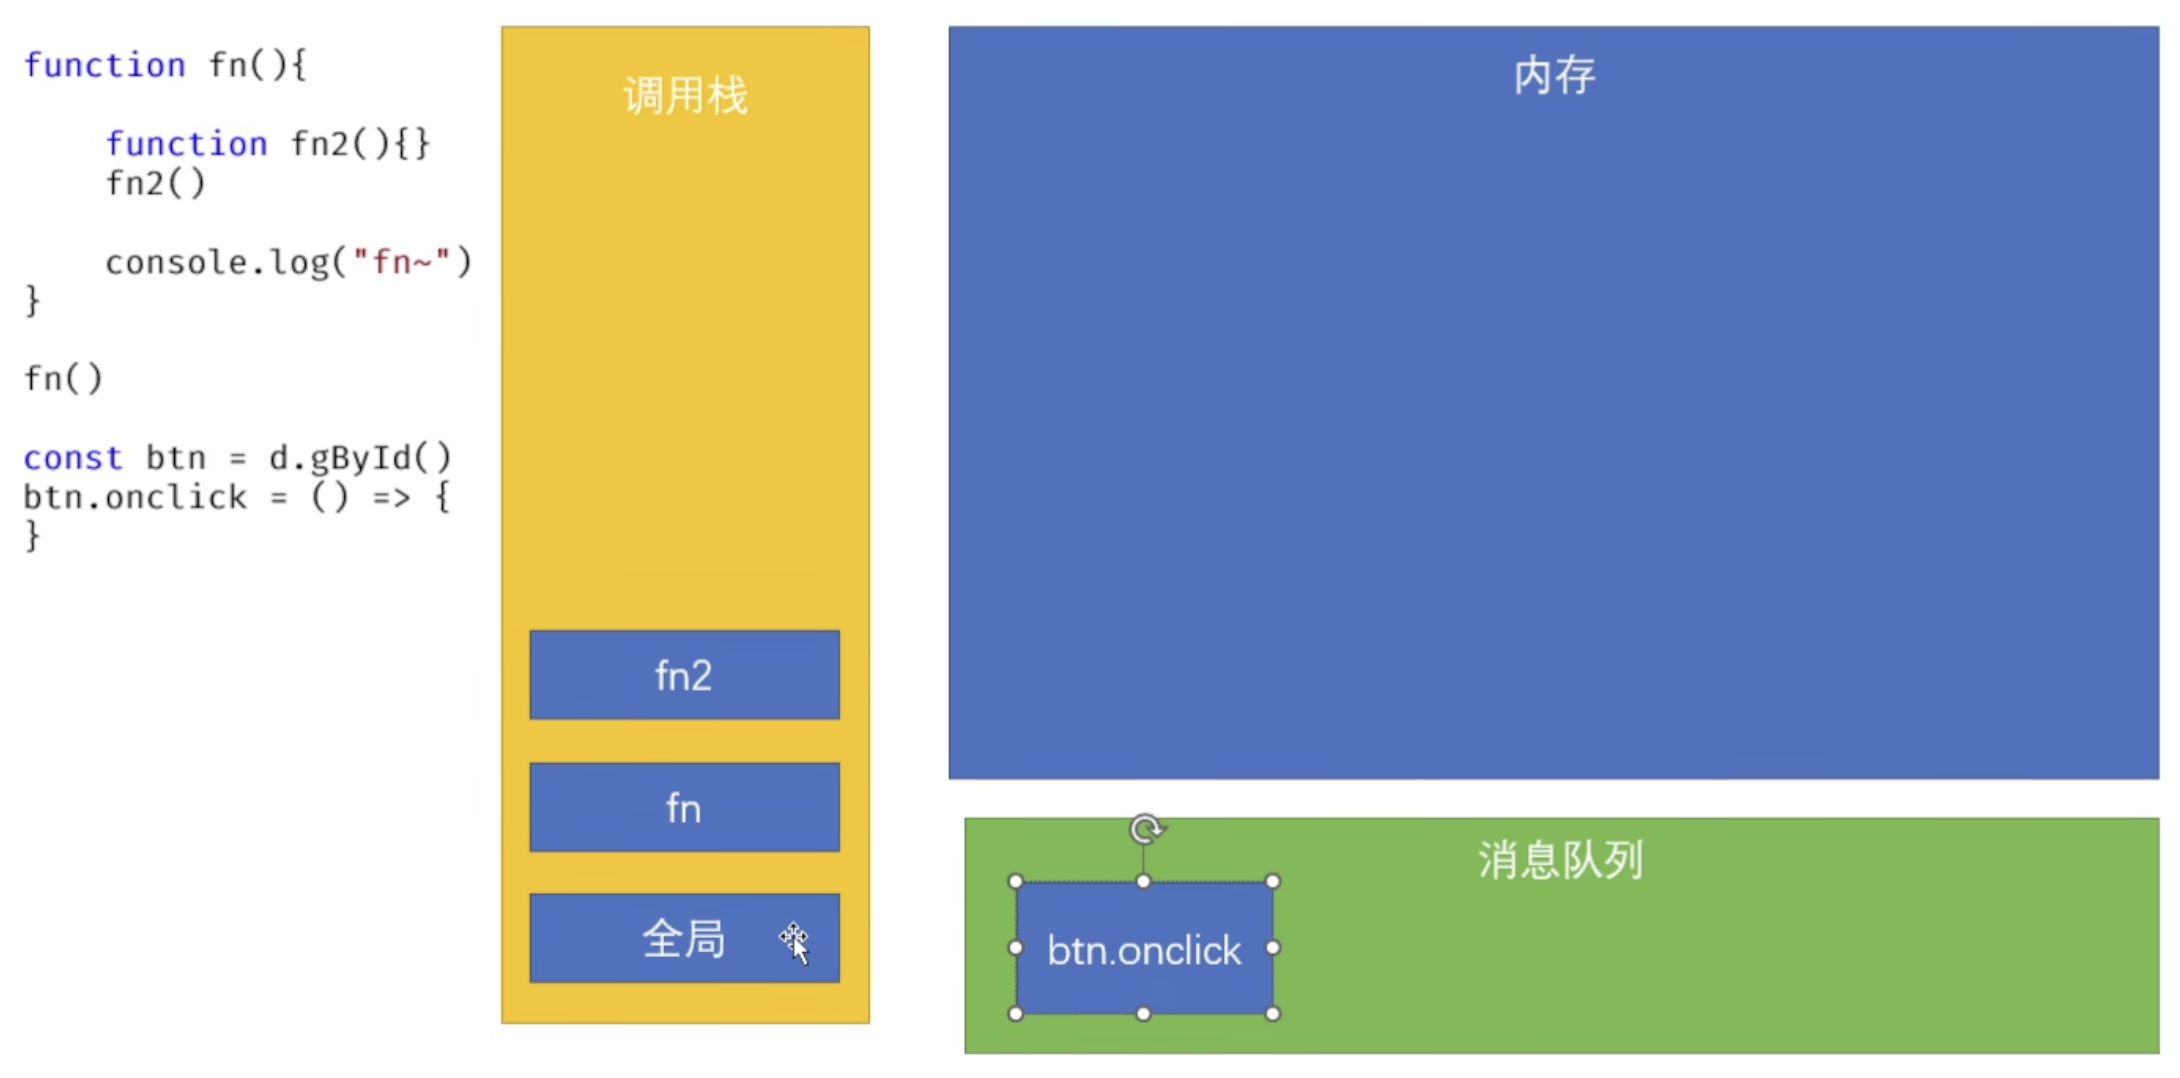 function fn(){
function fn2(){}
fn2()
console.log("fn~")
}
fn()
const btn = d.gById()
btn.onclick = () => {
}
调用栈
fn2
fn
全局
内存
消息队列
btn.onclick